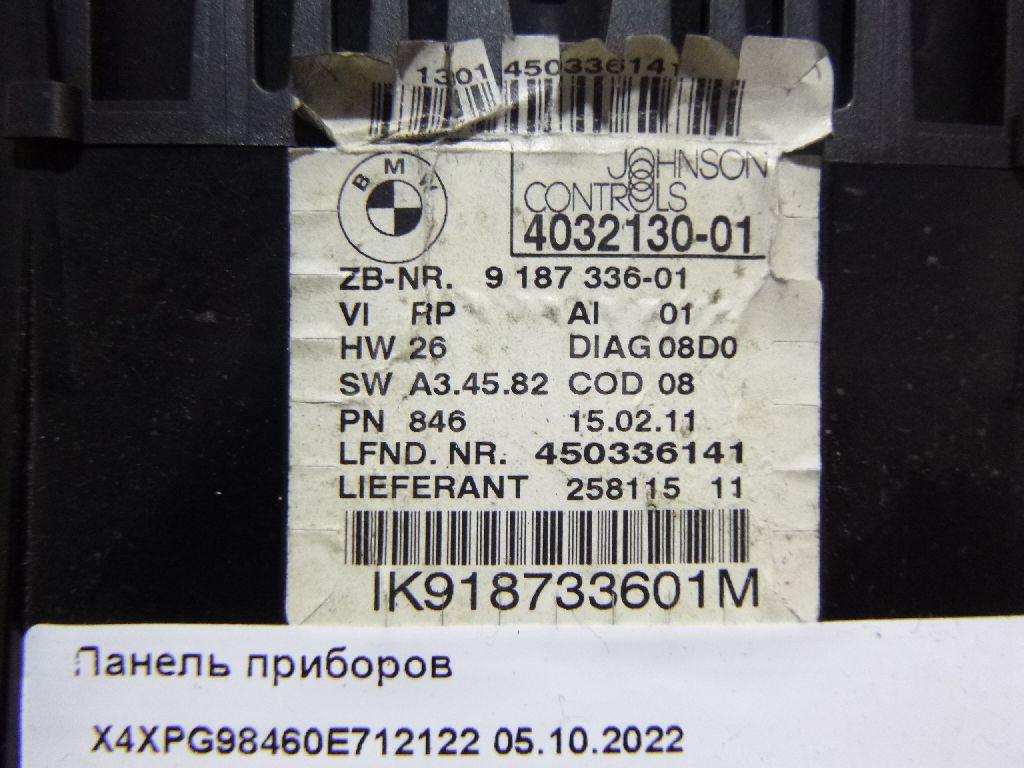 1301 450336141
BMW
JOHNSON
CONTROLS
4032130-01
ZB-NR. 9 187 336-01
VI RP AI 01
HW 26 DIAG 08D0
SW A3.45.82 COD 08
PN 846 15.02.11
LFND. NR. 450336141
LIEFERANT 258115 11
IK918733601M
Панель приборов
X4XPG98460E712122 05.10.2022